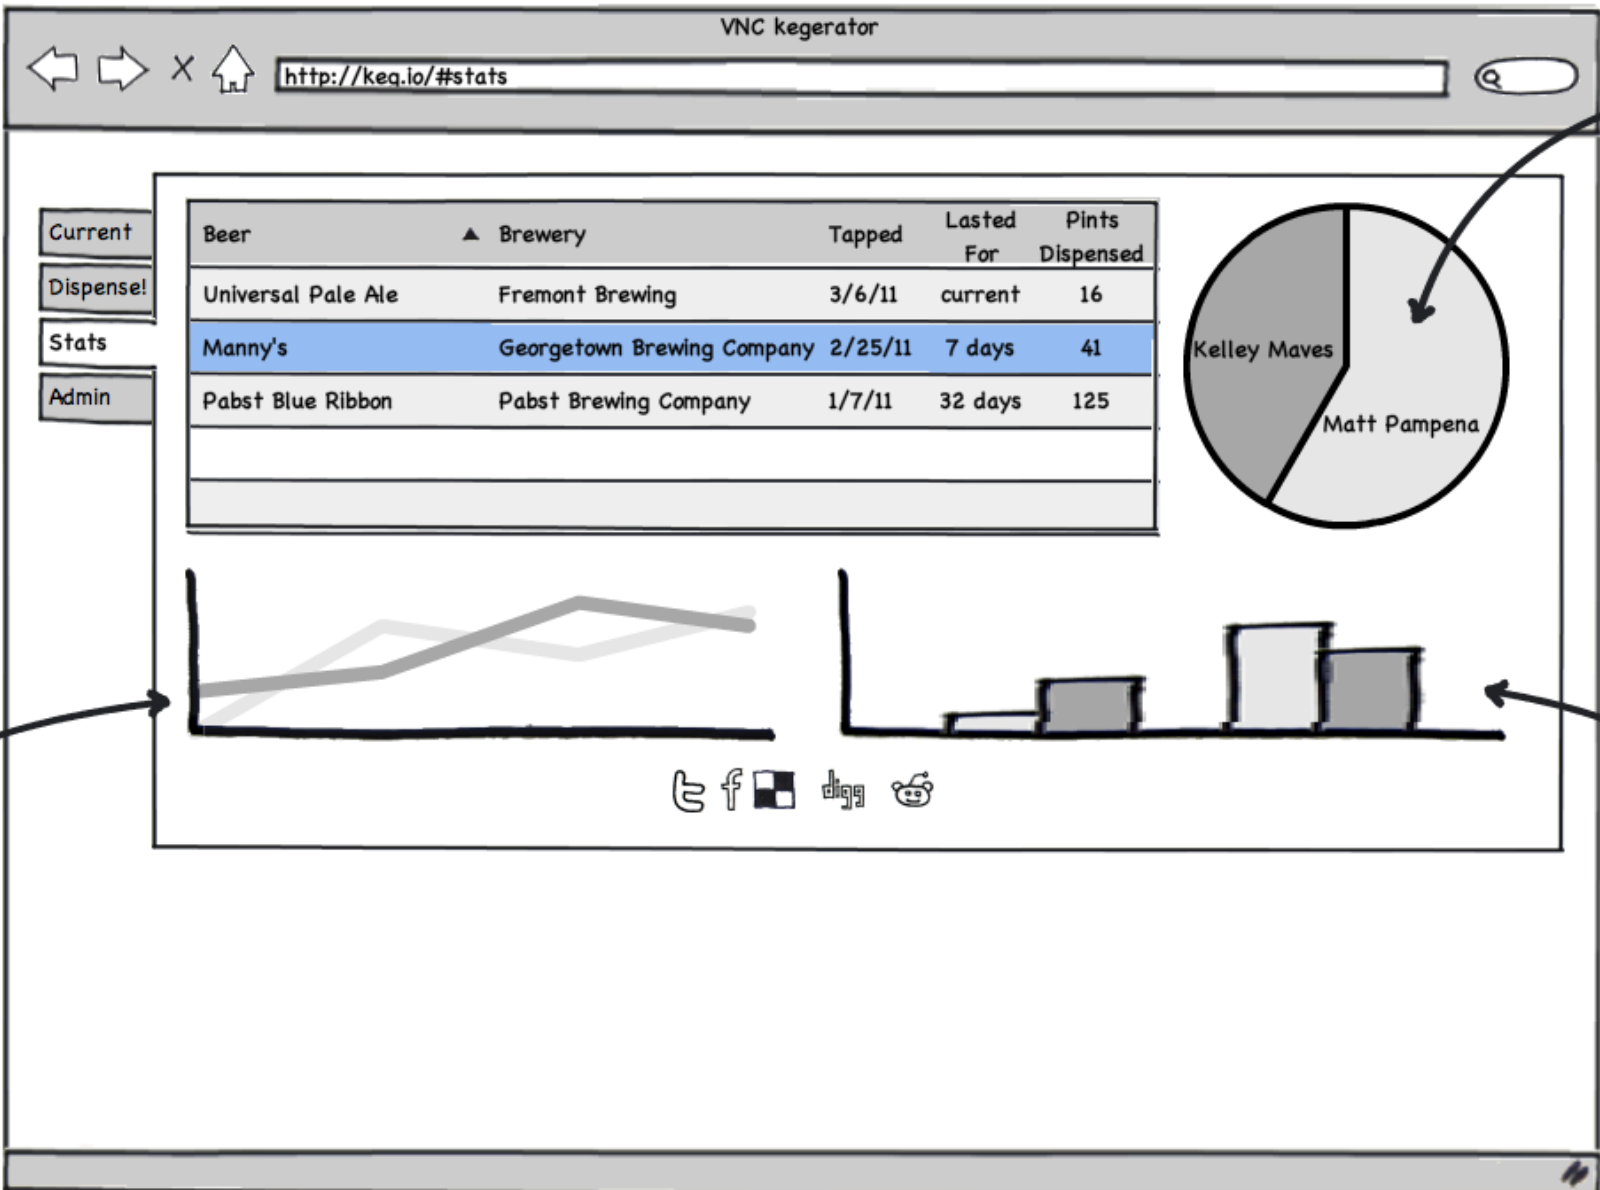 VNC kegerator
http://keg.io/#stats
Current
Dispense!
Stats
Admin
Beer Brewery Tapped Lasted For Pints Dispensed
Universal Pale Ale Fremont Brewing 3/6/11 current 16
Manny's Georgetown Brewing Company 2/25/11 7 days 41
Pabst Blue Ribbon Pabst Brewing Company 1/7/11 32 days 125
Kelley Maves
Matt Pampena
digg